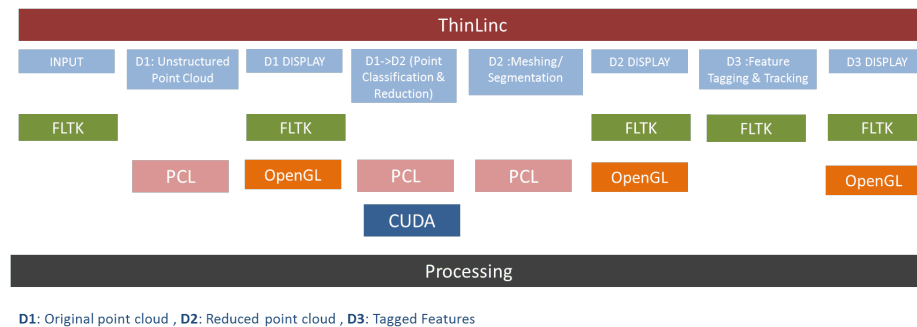 ThinLinc
INPUT
D1: Unstructured
Point Cloud
D1 DISPLAY
D1->D2 (Point
Classification &
Reduction)
D2 :Meshing/
Segmentation
D2 DISPLAY
D3 :Feature
Tagging & Tracking
D3 DISPLAY
FLTK
FLTK
FLTK
FLTK
FLTK
PCL
OpenGL
PCL
PCL
OpenGL
OpenGL
CUDA
Processing
D1: Original point cloud , D2: Reduced point cloud , D3: Tagged Features